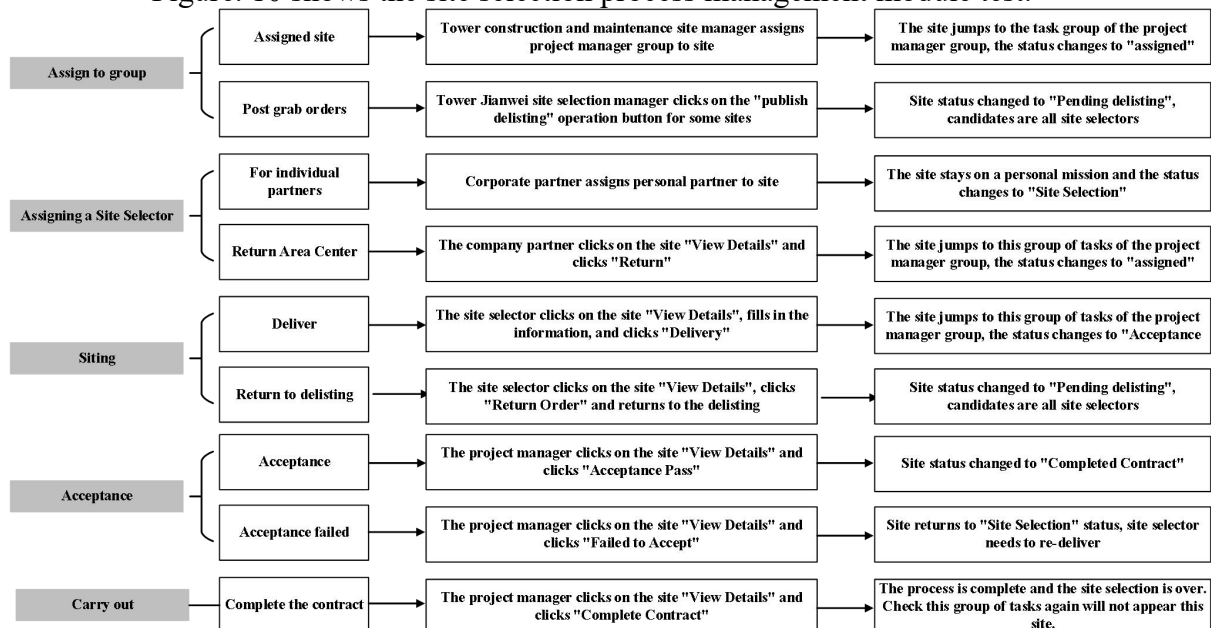 Figure. 10 shows the site selection process management module test.
Assign to group
Assigned site
Tower construction and maintenance site manager assigns
project manager group to site
The site jumps to the task group of the project
manager group, the status changes to "assigned"
Post grab orders
Tower Jianwei site selection manager clicks on the "publish
delisting" operation button for some sites
Site status changed to "Pending delisting",
candidates are all site selectors
Assigning a Site Selector
For individual
partners
Corporate partner assigns personal partner to site
The site stays on a personal mission and the status
changes to "Site Selection"
Return Area Center
The company partner clicks on the site "View Details" and
clicks "Return"
The site jumps to this group of tasks of the project
manager group, the status changes to "assigned"
Siting
Deliver
The site selector clicks on the site "View Details", fills in the
information, and clicks "Delivery"
The site jumps to this group of tasks of the project
manager group, the status changes to "Acceptance
Return to delisting
The site selector clicks on the site "View Details", clicks
"Return Order" and returns to the delisting
Site status changed to "Pending delisting",
candidates are all site selectors
Acceptance
Acceptance
The project manager clicks on the site "View Details" and
clicks "Acceptance Pass"
Site status changed to "Completed Contract"
Acceptance failed
The project manager clicks on the site "View Details" and
clicks "Failed to Accept"
Site returns to "Site Selection" status, site selector
needs to re-deliver
Carry out
Complete the contract
The project manager clicks on the site "View Details" and
clicks "Complete Contract"
The process is complete and the site selection is over.
Check this group of tasks again will not appear this
site.